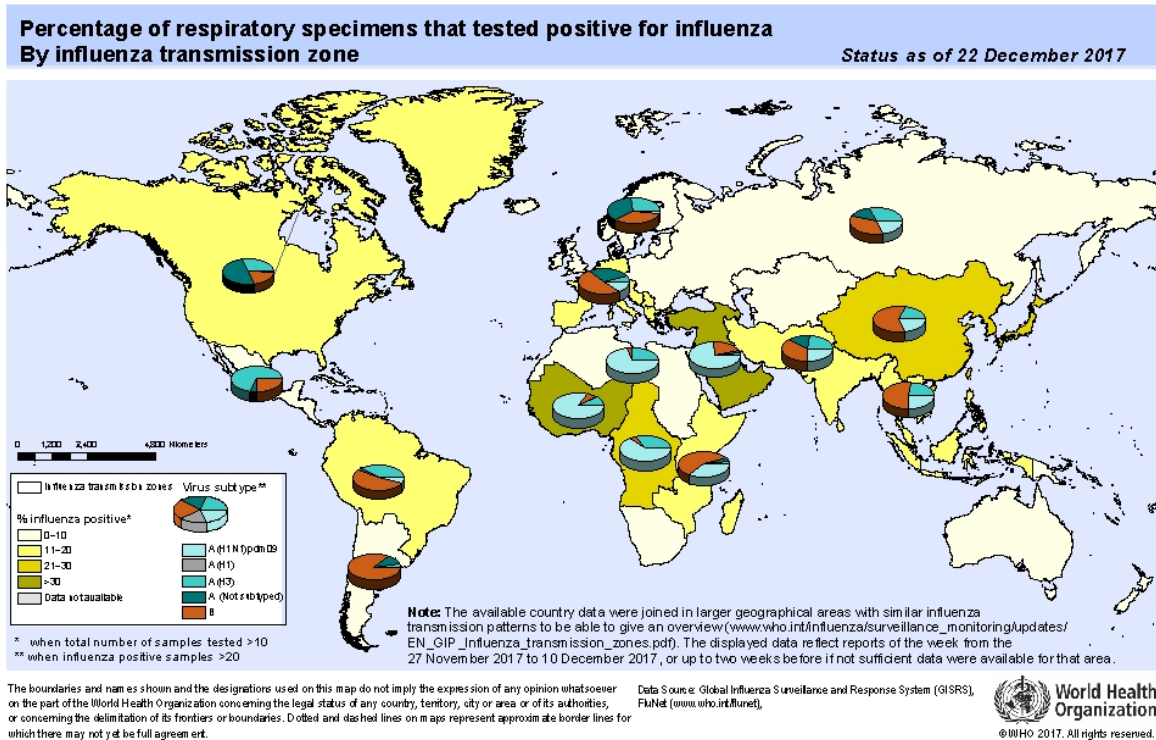 Percentage of respiratory specimens that tested positive for influenza
By influenza transmission zone
Status as of 22 December 2017
0 1,200 2,400 4,800 Kilometers
Influenza transmission zones
Virus subtype**
% influenza positive*
0-10
11-20
21-30
>30
Data not available
A(H1N1)pdm09
A(H1)
A(H3)
A (Not subtyped)
B
* when total number of samples tested >10
** when influenza positive samples >20
Note: The available country data were joined in larger geographical areas with similar influenza
transmission patterns to be able to give an overview (www.who.int/influenza/surveillance_monitoring/updates/
EN_GIP_Influenza_transmission_zones.pdf). The displayed data reflect reports of the week from the
27 November 2017 to 10 December 2017, or up to two weeks before if not sufficient data were available for that area.
The boundaries and names shown and the designations used on this map do not imply the expression of any opinion whatsoever
on the part of the World Health Organization concerning the legal status of any country, territory, city or area or of its authorities,
or concerning the delimitation of its frontiers or boundaries. Dotted and dashed lines on maps represent approximate border lines for
which there may not yet be full agreement.
Data Source: Global Influenza Surveillance and Response System (GISRS),
FluNet (www.who.int/flunet),
World Health
Organization
©WHO 2017. All rights reserved.